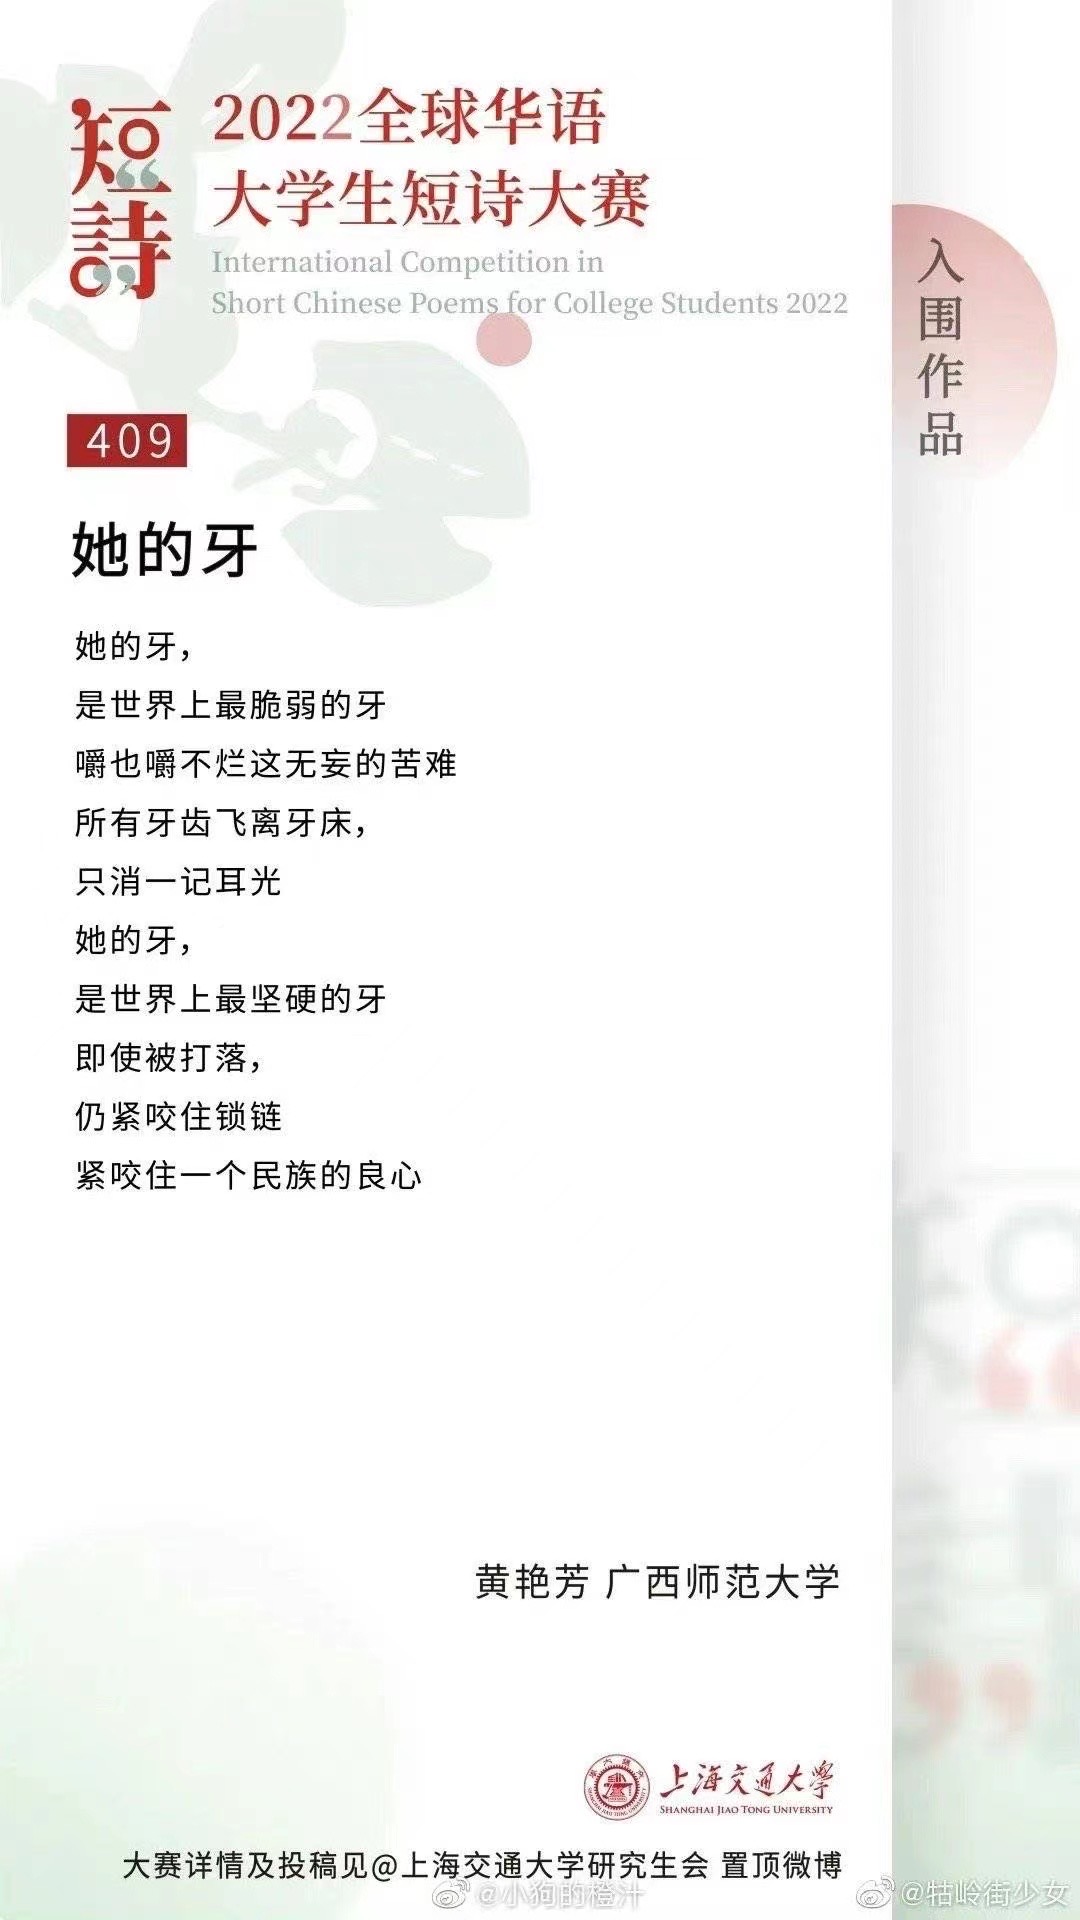 短詩
2022全球华语
大学生短诗大赛
International Competition in
Short Chinese Poems for College Students 2022
入围作品
409
她的牙
她的牙，
是世界上最脆弱的牙
嚼也嚼不烂这无妄的苦难
所有牙齿飞离牙床，
只消一记耳光
她的牙，
是世界上最坚硬的牙
即使被打落，
仍紧咬住锁链
紧咬住一个民族的良心
黄艳芳 广西师范大学
上海交通大学
SHANGHAI JIAO TONG UNIVERSITY
大赛详情及投稿见@上海交通大学研究生会 置顶微博
@小狗的橙汁
@牯岭街少女